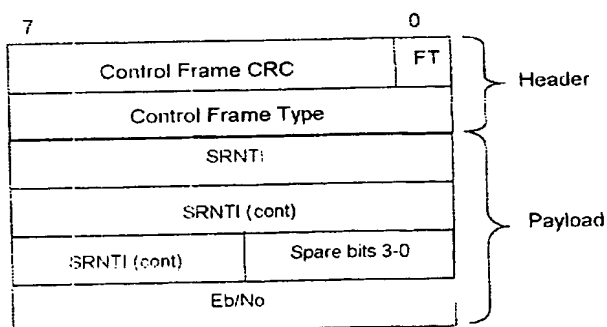 7 0
Control Frame CRC FT
Header
Control Frame Type
SRNTI
SRNTI (cont)
Payload
SRNTI (cont) Spare bits 3-0
Eb/No